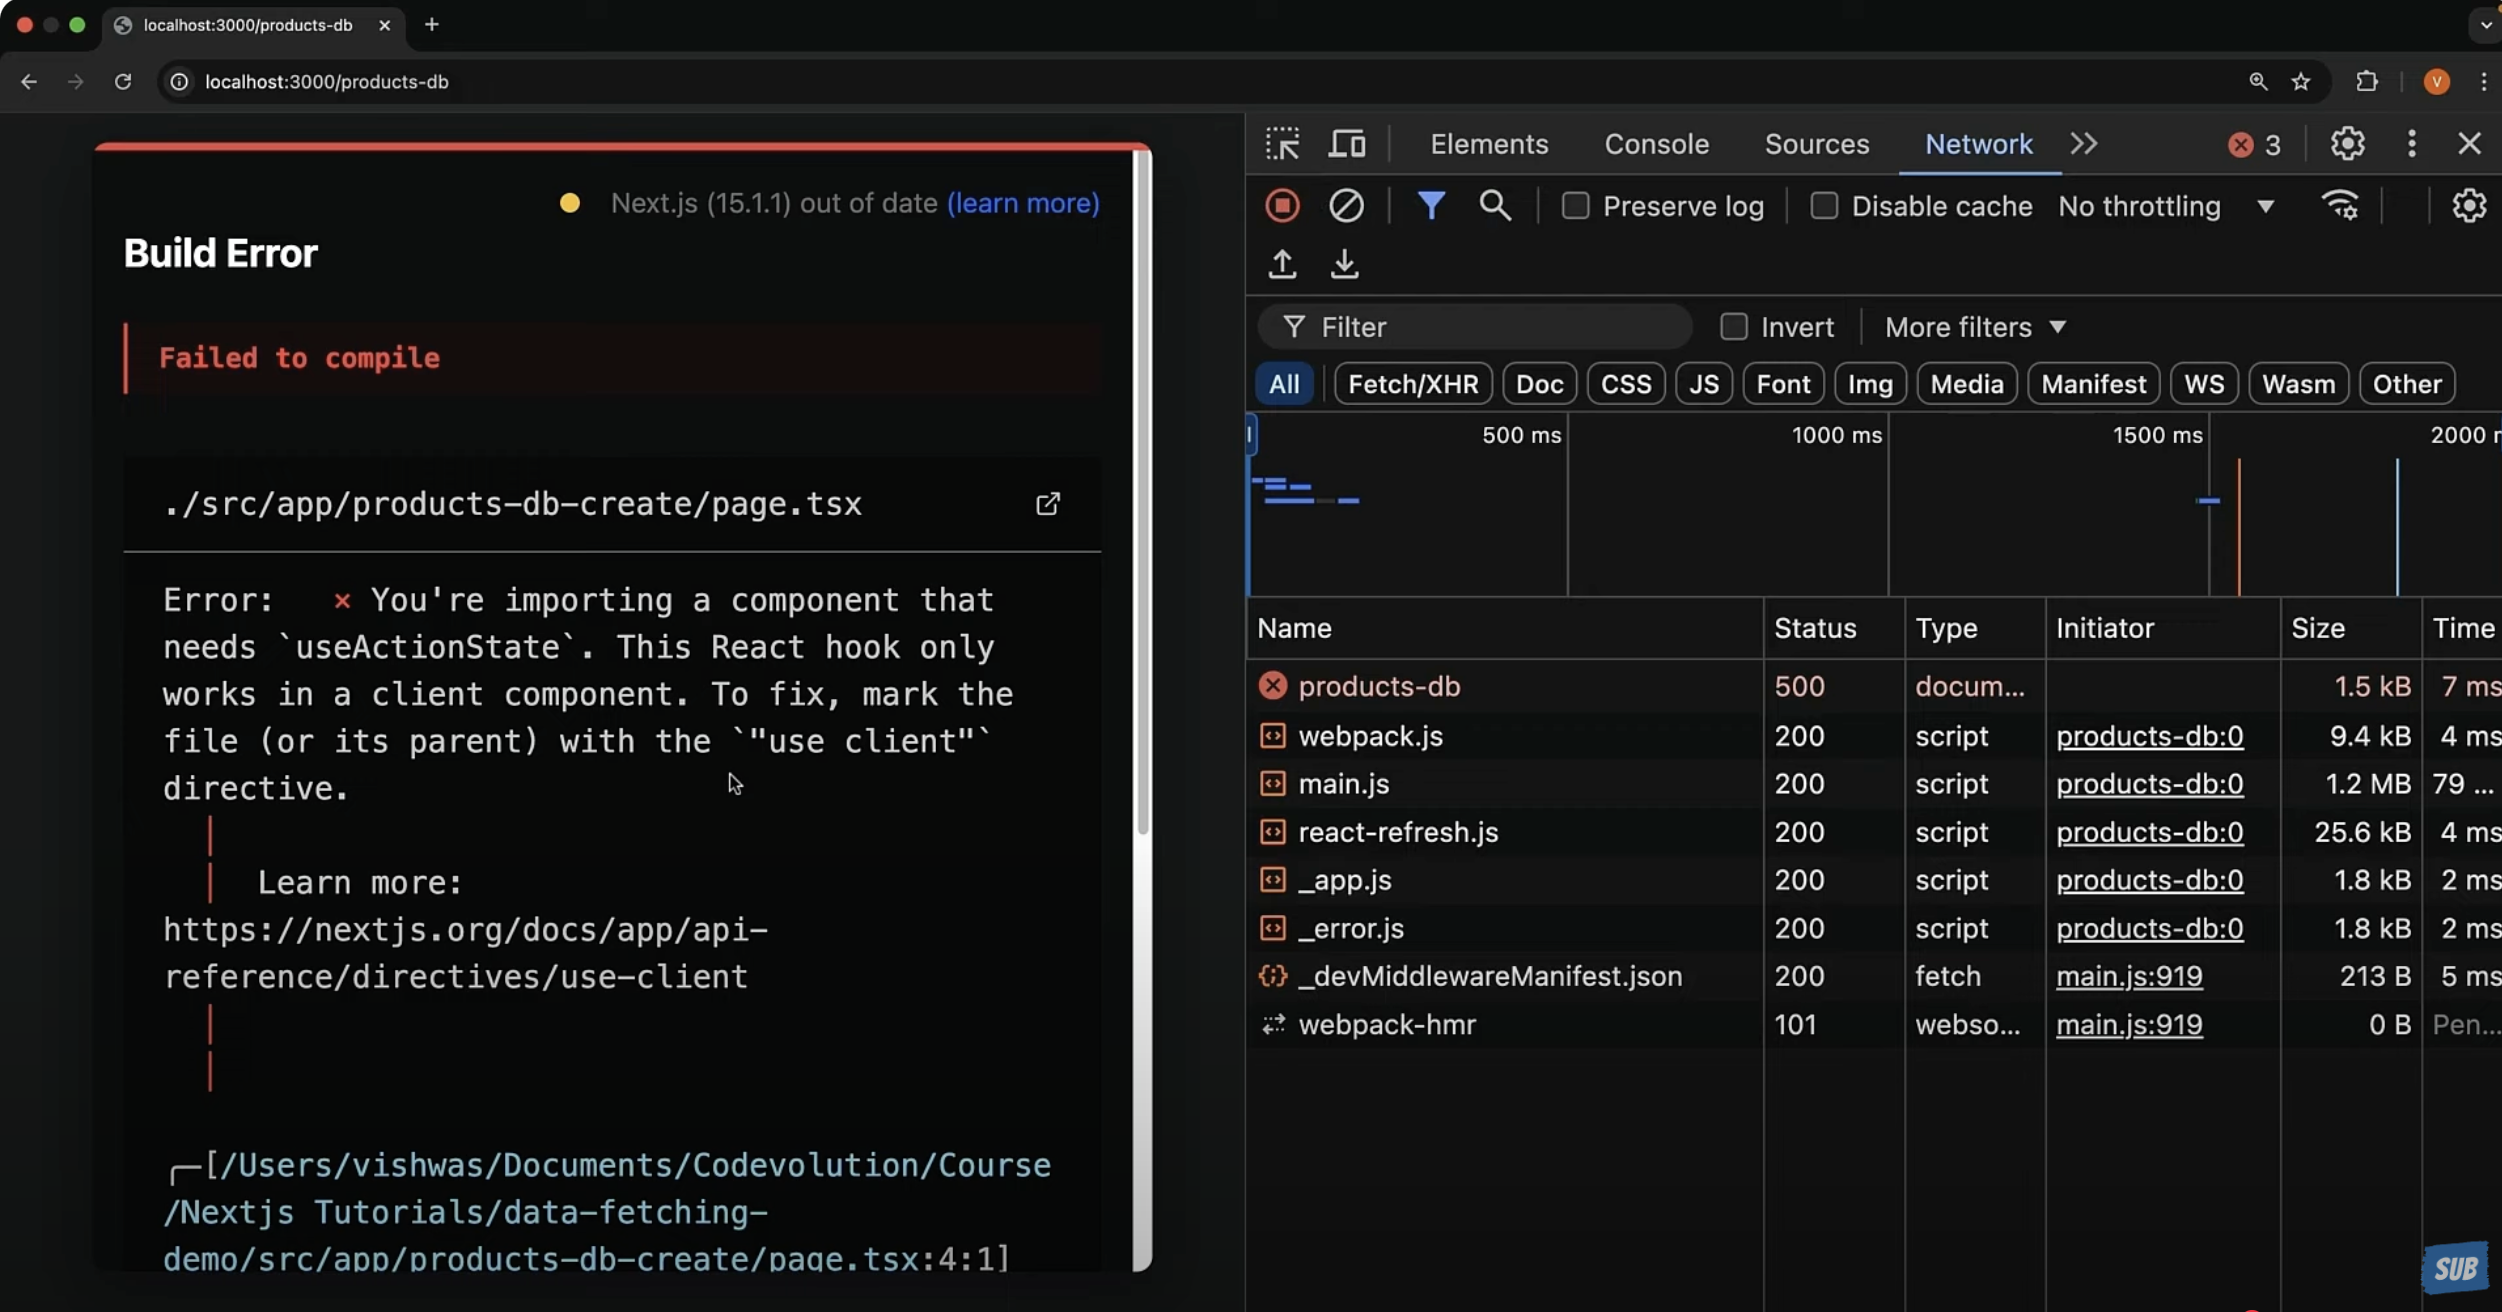 localhost:3000/products-db
localhost:3000/products-db
V
Next.js (15.1.1) out of date (learn more)
Build Error
Failed to compile
./src/app/products-db-create/page.tsx
Error: × You're importing a component that
needs `useActionState`. This React hook only
works in a client component. To fix, mark the
file (or its parent) with the `"use client"`
directive.
Learn more:
https://nextjs.org/docs/app/api-
reference/directives/use-client
╭─[/Users/vishwas/Documents/Codevolution/Course
/Nextjs Tutorials/data-fetching-
demo/src/app/products-db-create/page.tsx:4:1]
Elements Console Sources Network 3
Preserve log Disable cache No throttling
Filter Invert More filters
All Fetch/XHR Doc CSS JS Font Img Media Manifest WS Wasm Other
500 ms 1000 ms 1500 ms 2000
Name Status Type Initiator Size Time
products-db 500 docum... 1.5 kB 7 ms
webpack.js 200 script products-db:0 9.4 kB 4 ms
main.js 200 script products-db:0 1.2 MB 79 ...
react-refresh.js 200 script products-db:0 25.6 kB 4 ms
_app.js 200 script products-db:0 1.8 kB 2 ms
_error.js 200 script products-db:0 1.8 kB 2 ms
_devMiddlewareManifest.json 200 fetch main.js:919 213 B 5 ms
webpack-hmr 101 webso... main.js:919 0 B Pen...
SUB